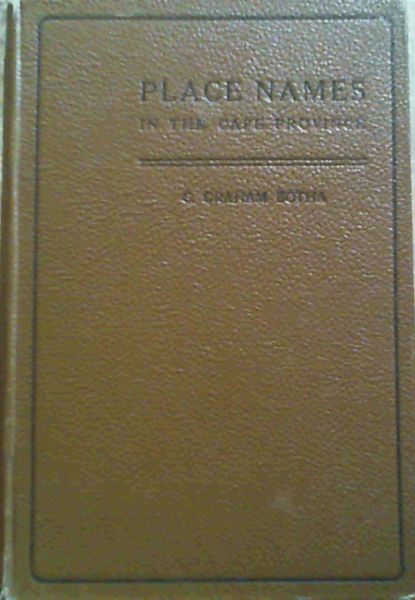 PLACE NAMES
IN THE CAPE PROVINCE
C. GRAHAM BOTHA